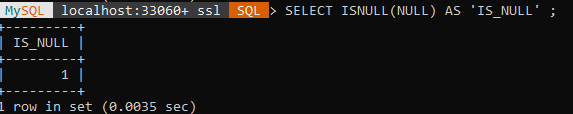 MySQL localhost:33060+ ssl SQL > SELECT ISNULL(NULL) AS 'IS_NULL' ;
+---------+
| IS_NULL |
+---------+
|       1 |
+---------+
1 row in set (0.0035 sec)